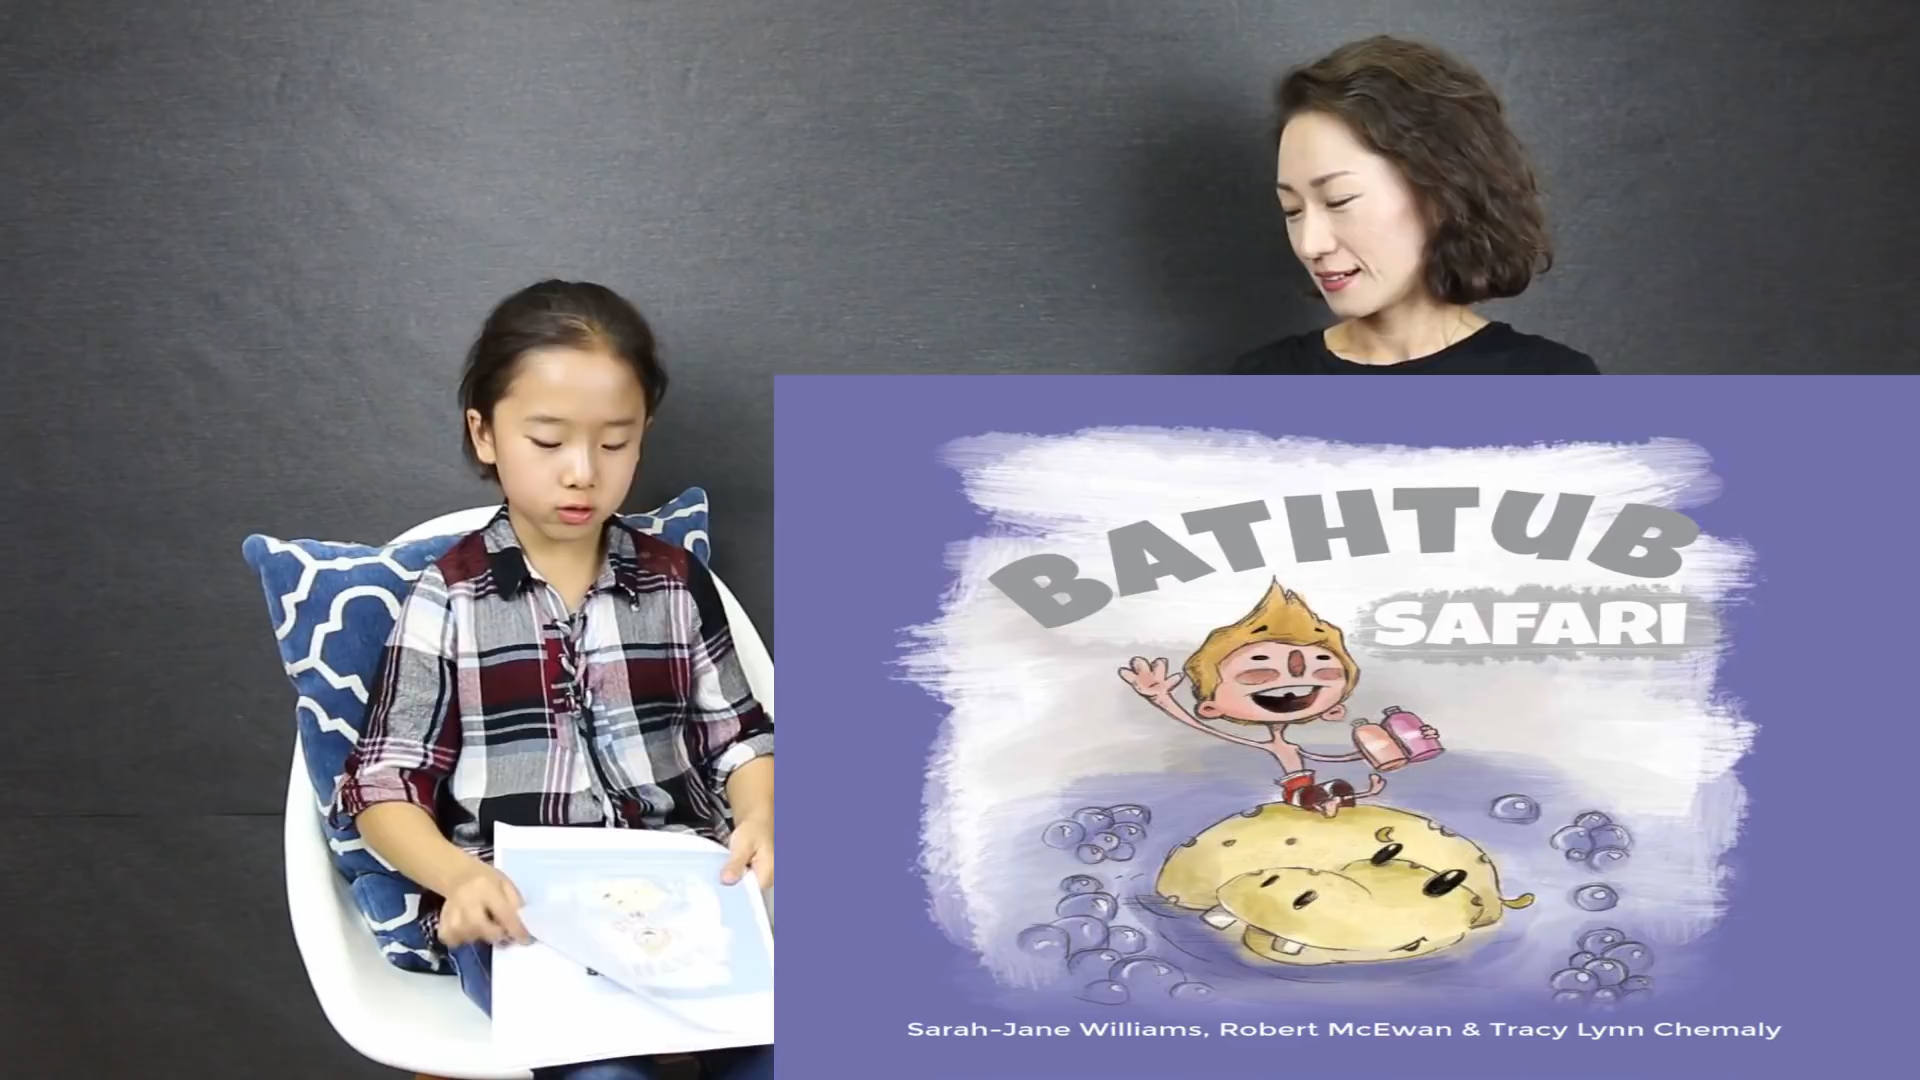 BATHTUB
SAFARI
Sarah-Jane Williams, Robert McEwan & Tracy Lynn Chemaly